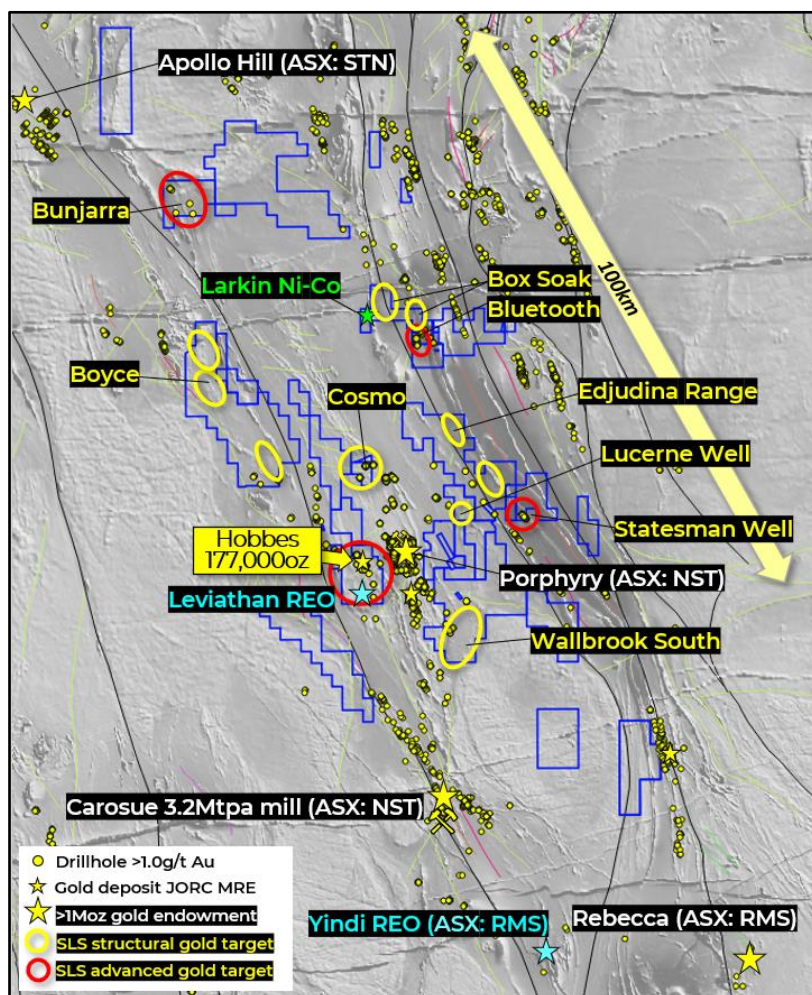 Apollo Hill (ASX: STN)
Bunjarra
100km
Larkin Ni-Co
Box Soak
Bluetooth
Boyce
Cosmo
Edjudina Range
Lucerne Well
Hobbes
177,000oz
Statesman Well
Porphyry (ASX: NST)
Leviathan REO
Wallbrook South
Carosue 3.2Mtpa mill (ASX: NST)
Drillhole >1.0g/t Au
Gold deposit JORC MRE
>1Moz gold endowment
SLS structural gold target
SLS advanced gold target
Yindi REO (ASX: RMS)
Rebecca (ASX: RMS)